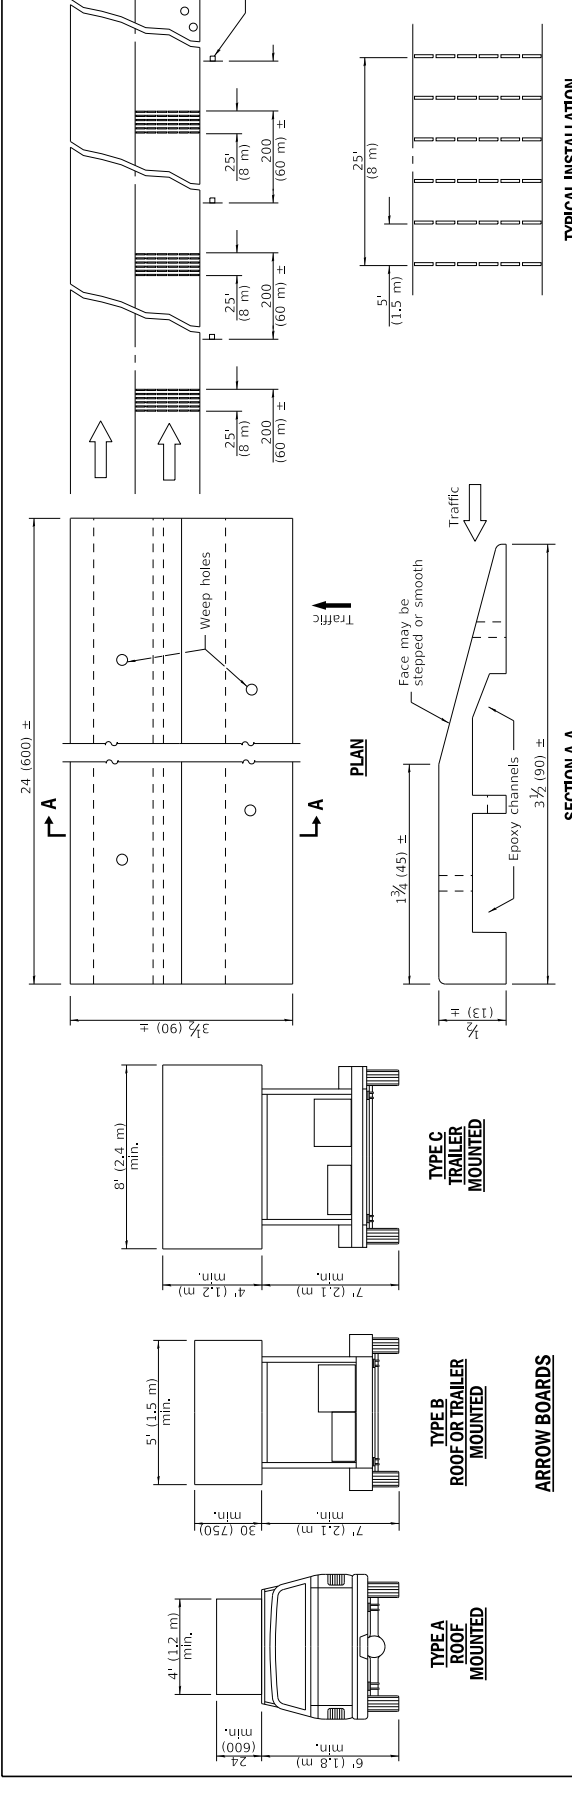 25'
(8 m)
200
(60 m) ±
25'
(8 m)
200
(60 m) ±
25'
(8 m)
200
(60 m) ±
25'
(8 m)
5'
(1.5 m)
TYPICAL INSTALLATION
24 (600) ±
3½ (90) ±
A
A
Weep holes
Traffic
PLAN
Traffic
Face may be
stepped or smooth
1¾ (45) ±
Epoxy channels
3½ (90) ±
½
(13) ±
SECTION A-A
4' (1.2 m)
min.
24
(600)
min.
6' (1.8 m)
min.
TYPE A
ROOF
MOUNTED
5' (1.5 m)
min.
30 (750)
min.
7' (2.1 m)
min.
TYPE B
ROOF OR TRAILER
MOUNTED
8' (2.4 m)
min.
4' (1.2 m)
min.
7' (2.1 m)
min.
TYPE C
TRAILER
MOUNTED
ARROW BOARDS